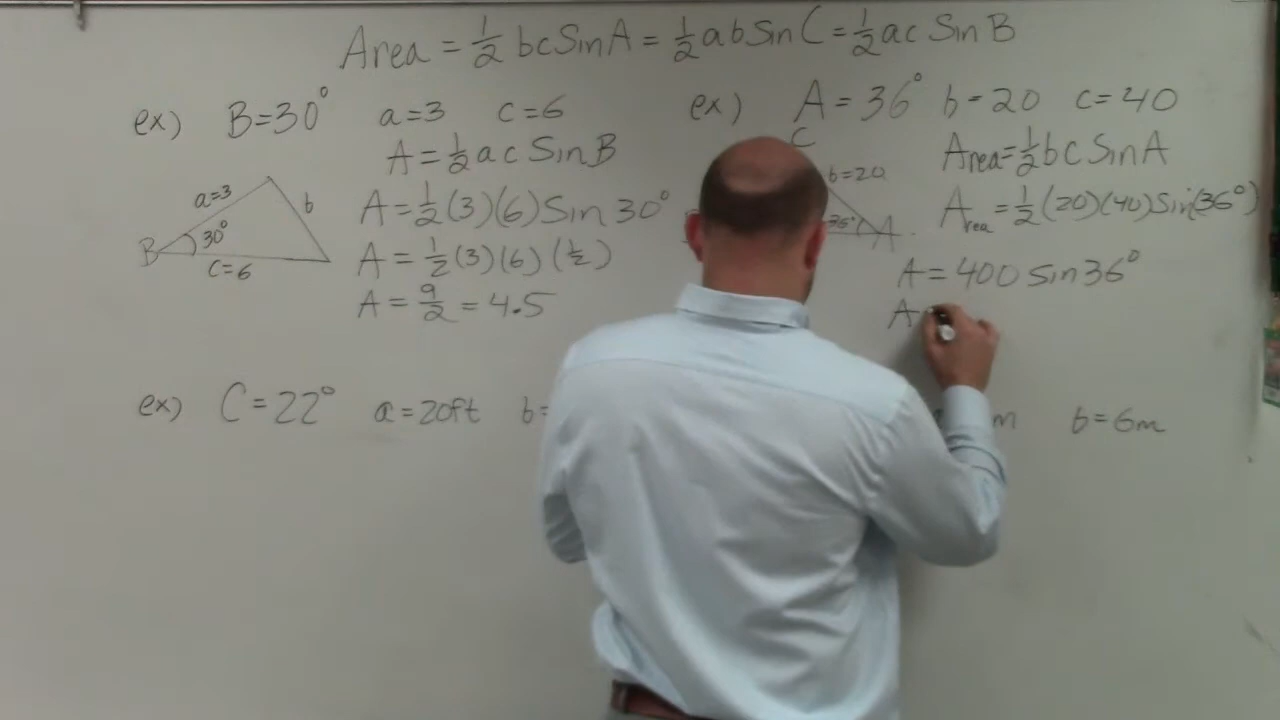 Area = 1/2 bc Sin A = 1/2 ab Sin C = 1/2 ac Sin B
ex) B=30° a=3 c=6
A = 1/2 ac Sin B
A = 1/2 (3)(6) Sin 30°
A = 1/2 (3)(6) (1/2)
A = 9/2 = 4.5
a=3
b
B 30°
c=6
ex) A = 36° b=20 c=40
C
b=20
36° A
Area = 1/2 bc Sin A
Area = 1/2 (20)(40) Sin(36°)
A = 400 sin 36°
A
ex) C = 22° a = 20ft b=
m b=6m